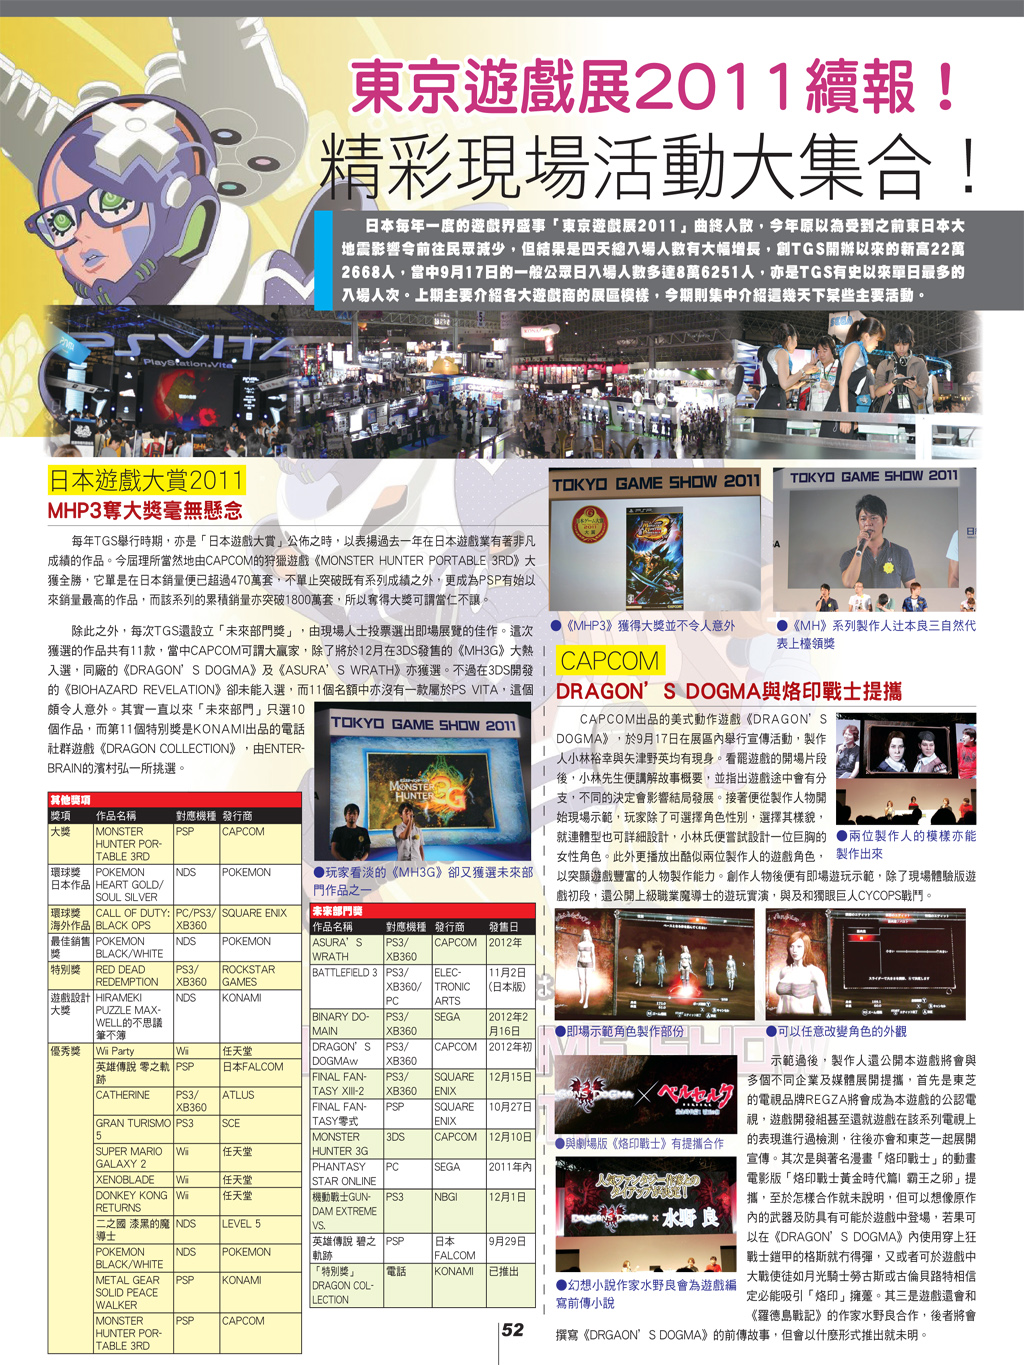 東京遊戲展2011續報！
精彩現場活動大集合！
日本每年一度的遊戲界盛事「東京遊戲展2011」曲終人散，今年原以為受到之前東日本大
地震影響令前往民眾減少，但結果是四天總入場人數有大幅增長，創TGS開辦以來的新高22萬
2668人，當中9月17日的一般公眾日入場人數多達8萬6251人，亦是TGS有史以來單日最多的
入場人次。上期主要介紹各大遊戲商的展區模樣，今期則集中介紹這幾天下某些主要活動。
PSVITA
PlayStation Vita
日本遊戲大賞2011
MHP3奪大獎毫無懸念
每年TGS舉行時期，亦是「日本遊戲大賞」公佈之時，以表揚過去一年在日本遊戲業有著非凡
成績的作品。今屆理所當然地由CAPCOM的狩獵遊戲《MONSTER HUNTER PORTABLE 3RD》大
獲全勝，它單是在日本銷量便已超過470萬套，不單止突破既有系列成績之外，更成為PSP有始以
來銷量最高的作品，而該系列的累積銷量亦突破1800萬套，所以奪得大獎可謂當仁不讓。
除此之外，每次TGS還設立「未來部門獎」，由現場人士投票選出即場展覽的佳作。這次
獲選的作品共有11款，當中CAPCOM可謂大贏家，除了將於12月在3DS發售的《MH3G》大熱
入選，同廠的《DRAGON'S DOGMA》及《ASURA'S WRATH》亦獲選。不過在3DS開發
的《BIOHAZARD REVELATION》卻未能入選，而11個名額中亦沒有一款屬於PS VITA，這個
頗令人意外。其實一直以來「未來部門」只選10
個作品，而第11個特別獎是KONAMI出品的電話
社群遊戲《DRAGON COLLECTION》，由ENTER-
BRAIN的濱村弘一所挑選。
TOKYO GAME SHOW 2011
MONSTER HUNTER 3G
●玩家看淡的《MH3G》卻又獲選未來部
門作品之一
其他獎項
獎項 作品名稱 對應機種 發行商
大獎 MONSTER HUNTER POR-TABLE 3RD PSP CAPCOM
環球獎 日本作品 POKEMON HEART GOLD/ SOUL SILVER NDS POKEMON
環球獎 海外作品 CALL OF DUTY: BLACK OPS PC/PS3/ XB360 SQUARE ENIX
最佳銷售獎 POKEMON BLACK/WHITE NDS POKEMON
特別獎 RED DEAD REDEMPTION PS3/ XB360 ROCKSTAR GAMES
遊戲設計大獎 HIRAMEKI PUZZLE MAX-WELL的不思議筆不簿 NDS KONAMI
優秀獎 Wii Party Wii 任天堂
英雄傳說 零之軌跡 PSP 日本FALCOM
CATHERINE PS3/ XB360 ATLUS
GRAN TURISMO 5 PS3 SCE
SUPER MARIO GALAXY 2 Wii 任天堂
XENOBLADE Wii 任天堂
DONKEY KONG RETURNS Wii 任天堂
二之國 漆黑的魔導士 NDS LEVEL 5
POKEMON BLACK/WHITE NDS POKEMON
METAL GEAR SOLID PEACE WALKER PSP KONAMI
MONSTER HUNTER POR-TABLE 3RD PSP CAPCOM
未來部門獎
作品名稱 對應機種 發行商 發售日
ASURA'S WRATH PS3/ XB360 CAPCOM 2012年
BATTLEFIELD 3 PS3/ XB360/ PC ELEC-TRONIC ARTS 11月2日 (日本版)
BINARY DO-MAIN PS3/ XB360 SEGA 2012年2月16日
DRAGON'S DOGMAw PS3/ XB360 CAPCOM 2012年初
FINAL FAN-TASY XIII-2 PS3/ XB360 SQUARE ENIX 12月15日
FINAL FAN-TASY零式 PSP SQUARE ENIX 10月27日
MONSTER HUNTER 3G 3DS CAPCOM 12月10日
PHANTASY STAR ONLINE PC SEGA 2011年內
機動戰士GUN-DAM EXTREME VS. PS3 NBGI 12月1日
英雄傳說 碧之軌跡 PSP 日本FALCOM 9月29日
「特別獎」 DRAGON COL-LECTION 電話 KONAMI 已推出
TOKYO GAME SHOW 2011
TOKYO GAME SHOW 2011
●《MHP3》獲得大獎並不令人意外
●《MH》系列製作人辻本良三自然代
表上檯領獎
CAPCOM
DRAGON'S DOGMA與烙印戰士提攜
CAPCOM出品的美式動作遊戲《DRAGON'S
DOGMA》，於9月17日在展區內舉行宣傳活動，製作
人小林裕幸與矢津野英均有現身。看罷遊戲的開場片段
後，小林先生便講解故事概要，並指出遊戲途中會有分
支，不同的決定會影響結局發展。接著便從製作人物開
始現場示範，玩家除了可選擇角色性別，選擇其樣貌，
就連體型也可詳細設計，小林氏便嘗試設計一位巨胸的
女性角色。此外更播放出酷似兩位製作人的遊戲角色，
以突顯遊戲豐富的人物製作能力。創作人物後便有即場遊玩示範，除了現場體驗版遊
戲初段，還公開上級職業魔導士的遊玩實演，與及和獨眼巨人CYCOPS戰鬥。
●兩位製作人的模樣亦能
製作出來
●即場示範角色製作部份
●可以任意改變角色的外觀
DRAGON'S DOGMA × ベルセルク
●與劇場版《烙印戰士》有提攜合作
DRAGON'S DOGMA × 水野 良
●幻想小說作家水野良會為遊戲編
寫前傳小說
示範過後，製作人還公開本遊戲將會與
多個不同企業及媒體展開提攜，首先是東芝
的電視品牌REGZA將會成為本遊戲的公認電
視，遊戲開發組甚至還就遊戲在該系列電視上
的表現進行過檢測，往後亦會和東芝一起展開
宣傳。其次是與著名漫畫「烙印戰士」的動畫
電影版「烙印戰士黃金時代篇I 霸王之卵」提
攜，至於怎樣合作就未說明，但可以想像原作
內的武器及防具有可能於遊戲中登場，若果可
以在《DRAGON'S DOGMA》內使用穿上狂
戰士鎧甲的格斯就冇得彈，又或者可於遊戲中
大戰使徒如月光騎士勞古斯或古倫貝路特相信
定必能吸引「烙印」擁躉。其三是遊戲還會和
《羅德島戰記》的作家水野良合作，後者將會
撰寫《DRGAON'S DOGMA》的前傳故事，但會以什麼形式推出就未明。
52